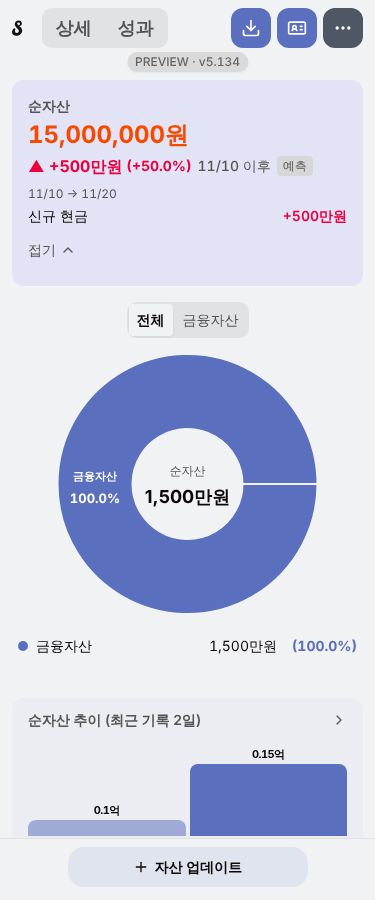 S 상세 성과
PREVIEW · v5.134
순자산
15,000,000원
▲ +500만원 (+50.0%) 11/10 이후 예측
11/10 → 11/20
신규 현금 +500만원
접기
전체 금융자산
금융자산
100.0%
순자산
1,500만원
금융자산 1,500만원 (100.0%)
순자산 추이 (최근 기록 2일)
0.15억
0.1억
+ 자산 업데이트